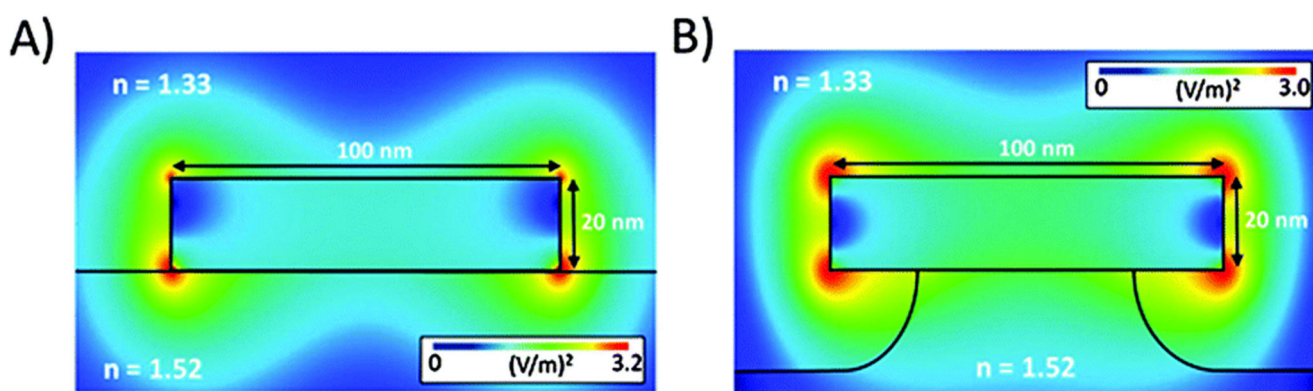 A)
n = 1.33
100 nm
20 nm
n = 1.52
0 (V/m)² 3.2
B)
n = 1.33
0 (V/m)² 3.0
100 nm
20 nm
n = 1.52